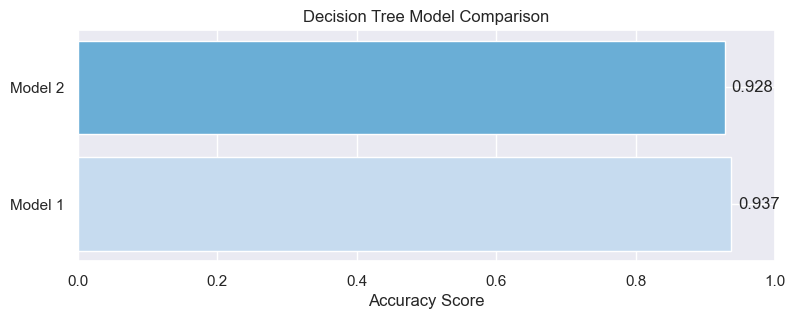 Decision Tree Model Comparison
Model 2
0.928
Model 1
0.937
0.0 0.2 0.4 0.6 0.8 1.0
Accuracy Score